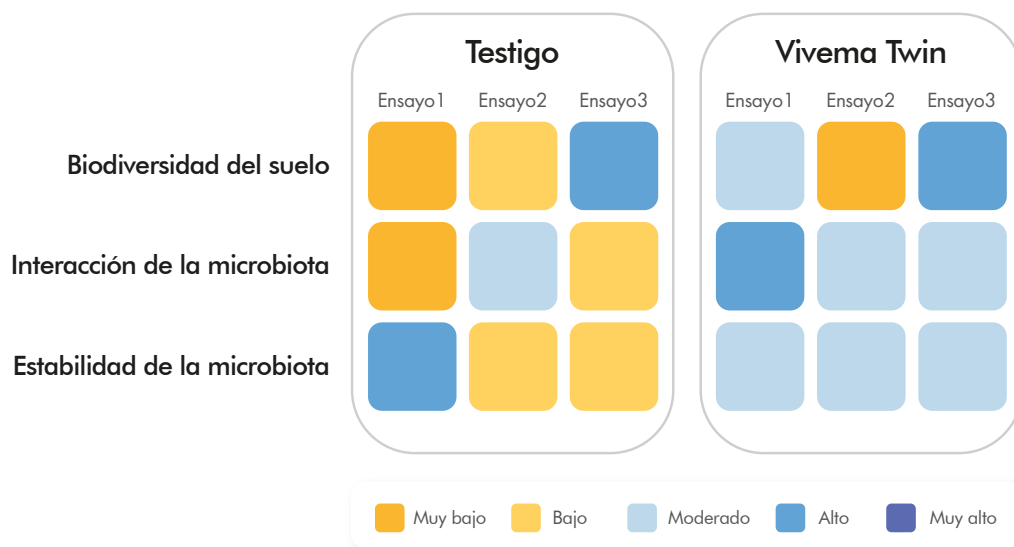 Testigo
Vivema Twin
Ensayo1 Ensayo2 Ensayo3
Ensayo1 Ensayo2 Ensayo3
Biodiversidad del suelo
Interacción de la microbiota
Estabilidad de la microbiota
Muy bajo Bajo Moderado Alto Muy alto